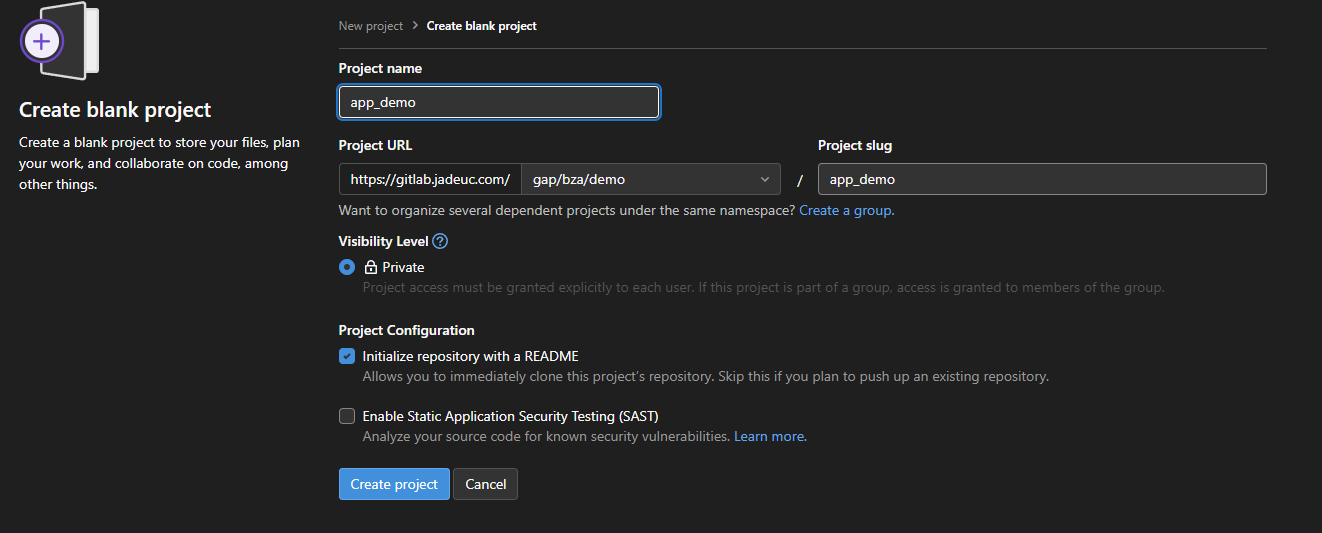 New project > Create blank project
Create blank project
Create a blank project to store your files, plan
your work, and collaborate on code, among
other things.
Project name
app_demo
Project URL
Project slug
https://gitlab.jadeuc.com/ gap/bza/demo / app_demo
Want to organize several dependent projects under the same namespace? Create a group.
Visibility Level ?
Private
Project access must be granted explicitly to each user. If this project is part of a group, access is granted to members of the group.
Project Configuration
Initialize repository with a README
Allows you to immediately clone this project's repository. Skip this if you plan to push up an existing repository.
Enable Static Application Security Testing (SAST)
Analyze your source code for known security vulnerabilities. Learn more.
Create project
Cancel